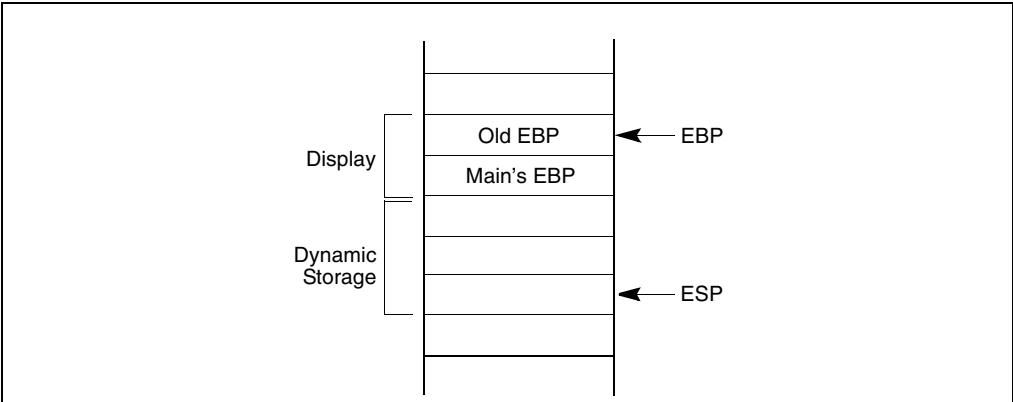 Old EBP
EBP
Display
Main's EBP
Dynamic
Storage
ESP